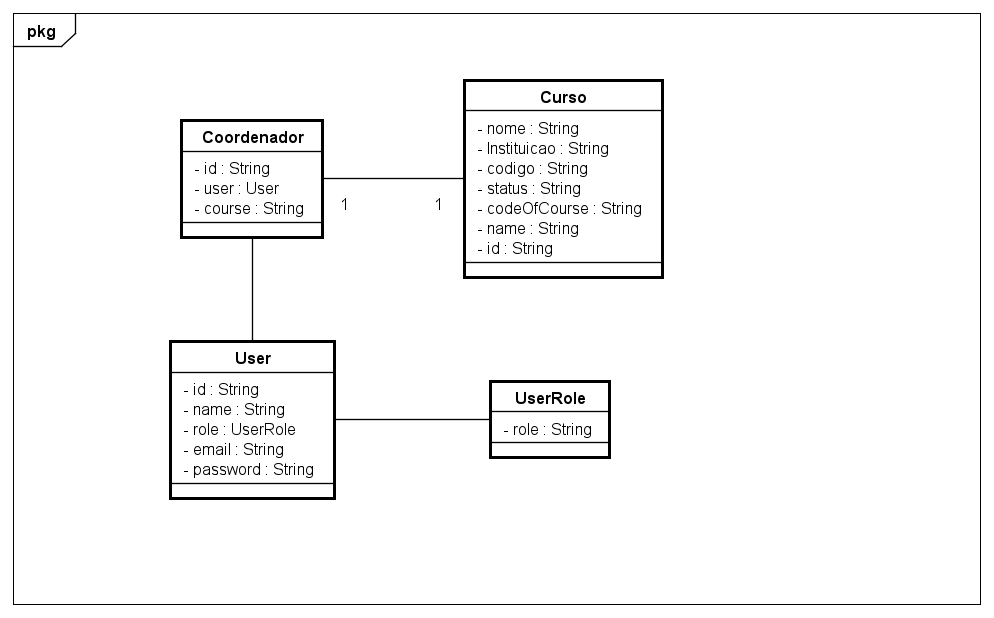 pkg
Curso
- nome : String
- Instituicao : String
- codigo : String
- status : String
- codeOfCourse : String
- name : String
- id : String
Coordenador
- id : String
- user : User
- course : String
1
1
User
- id : String
- name : String
- role : UserRole
- email : String
- password : String
UserRole
- role : String